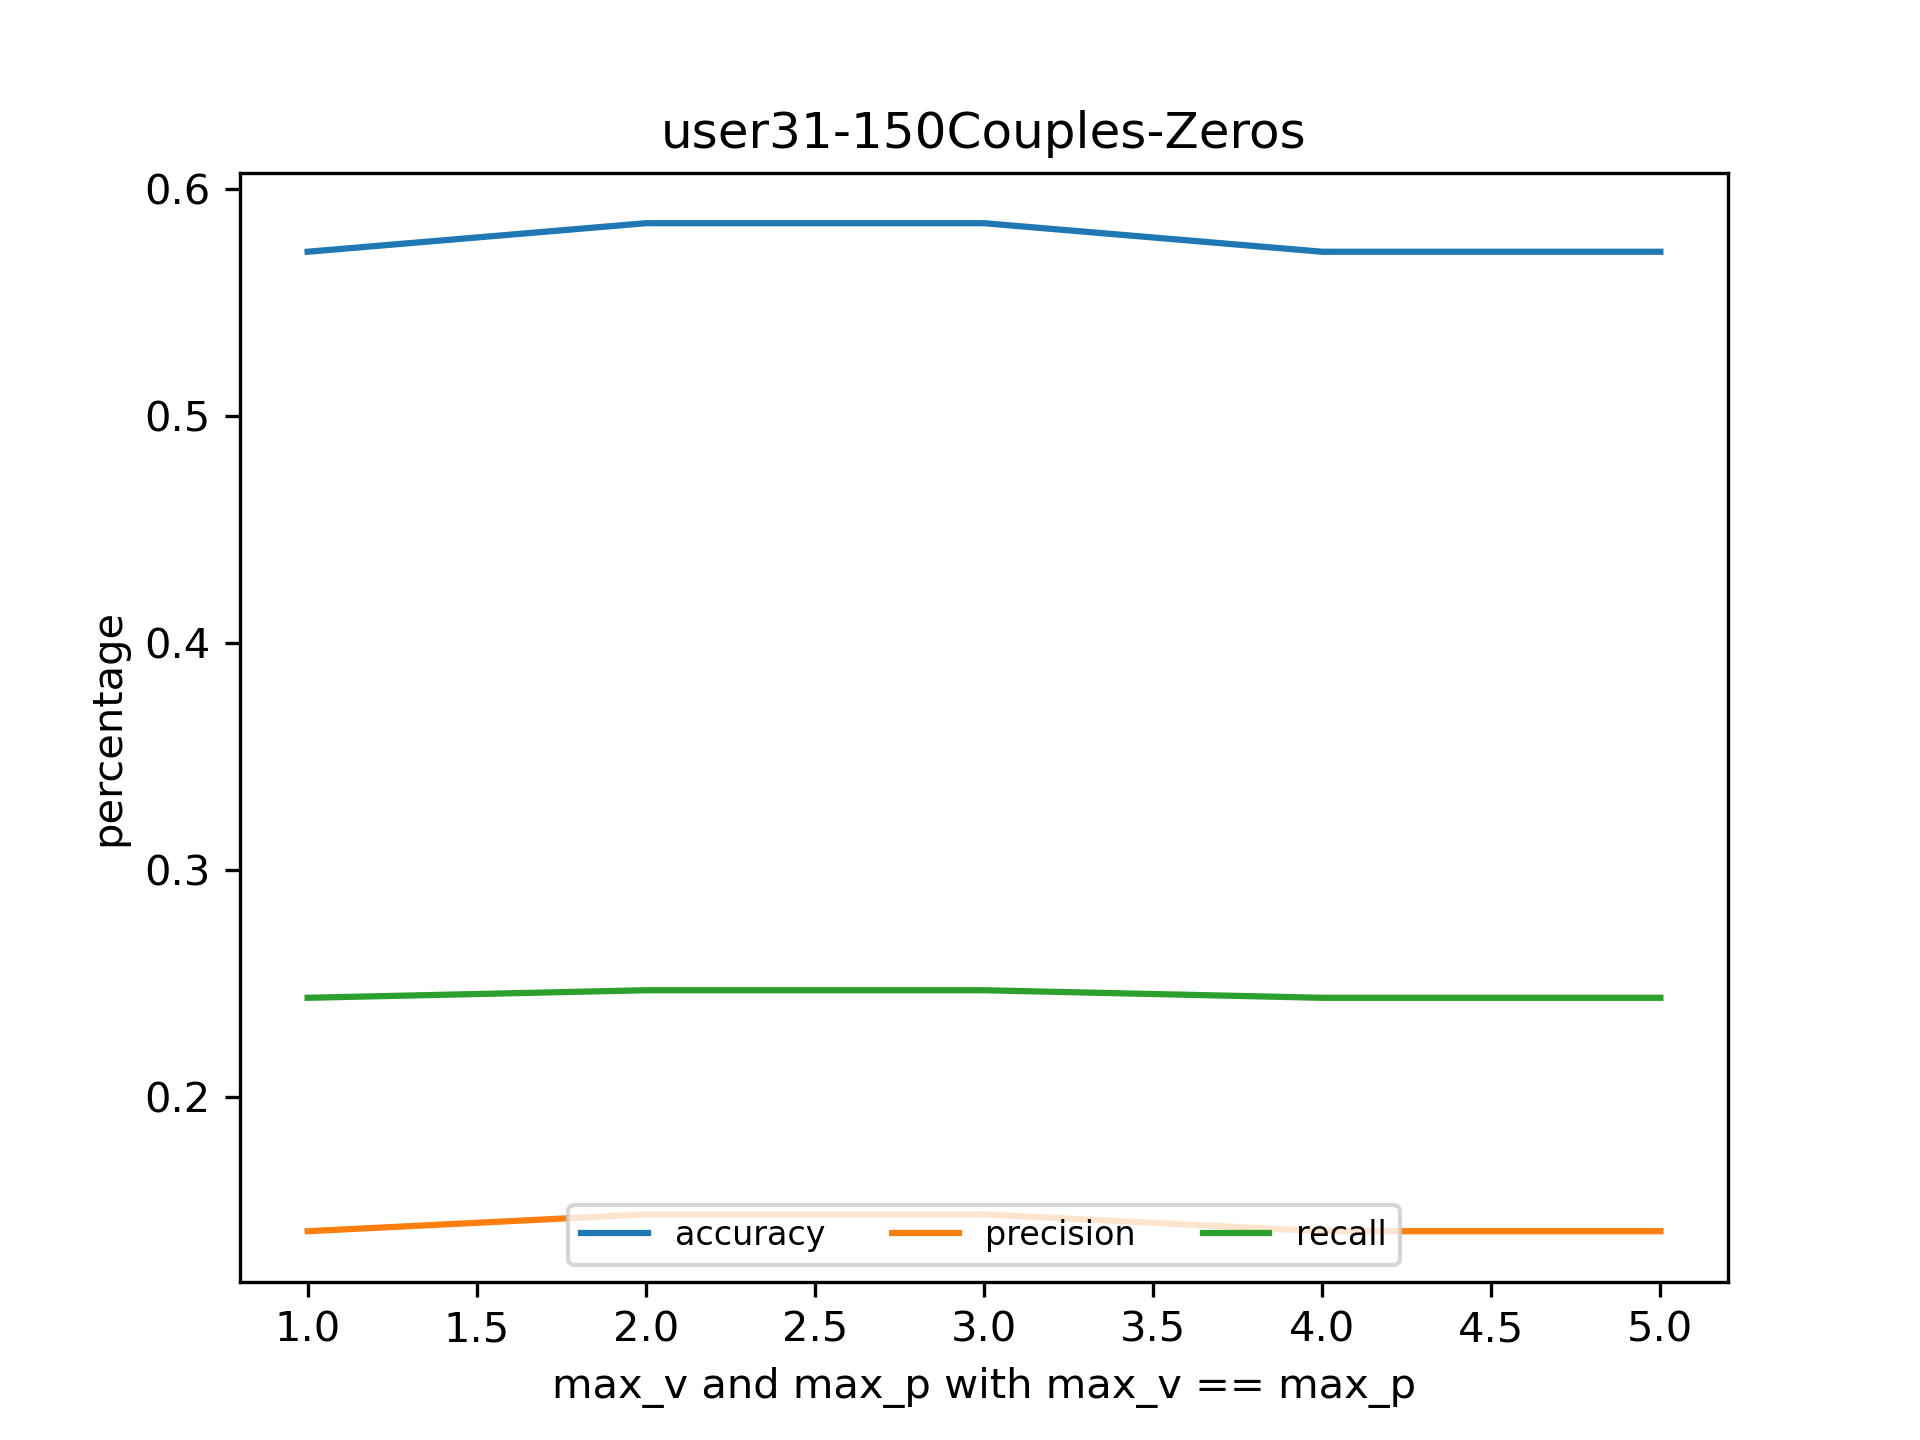 user31-150Couples-Zeros
0.6
0.5
0.4
0.3
0.2
percentage
accuracy precision recall
1.0 1.5 2.0 2.5 3.0 3.5 4.0 4.5 5.0
max_v and max_p with max_v == max_p